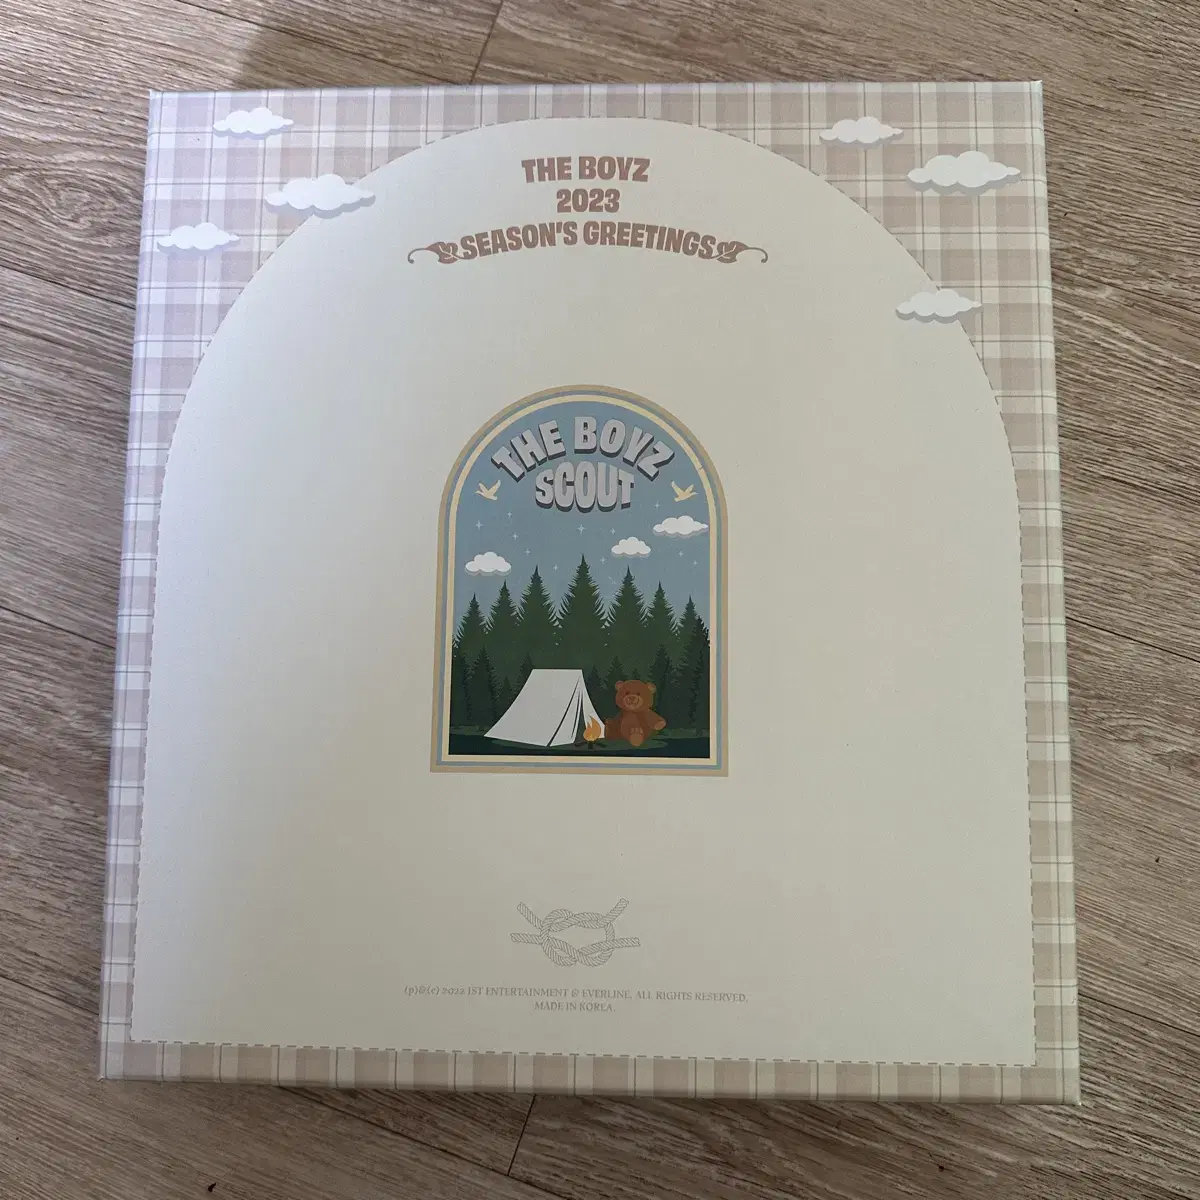 THE BOYZ
2023
SEASON'S GREETINGS
THE BOYZ
SCOUT
(p)&(c) 2022 IST ENTERTAINMENT & EVERLINE. ALL RIGHTS RESERVED.
MADE IN KOREA.